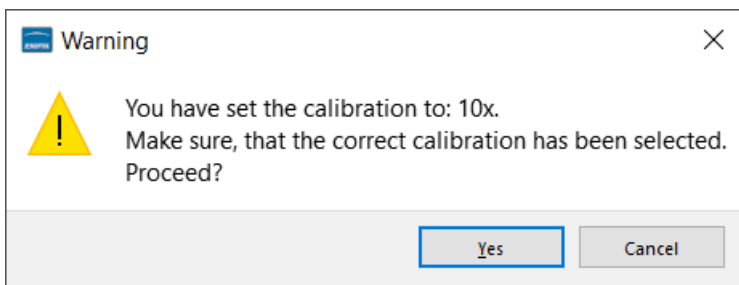 Warning
You have set the calibration to: 10x.
Make sure, that the correct calibration has been selected.
Proceed?
Yes
Cancel